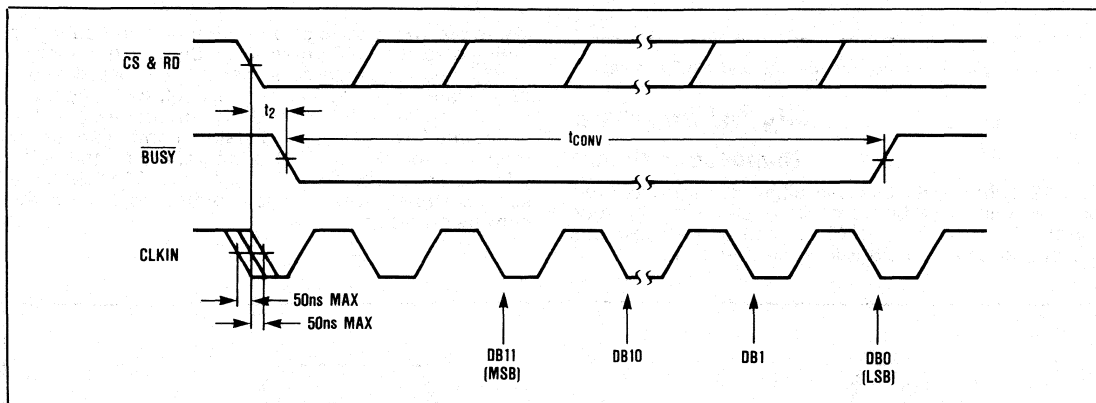 CS & RD
t2
BUSY
tCONV
CLKIN
50ns MAX
50ns MAX
DB11
(MSB)
DB10
DB1
DB0
(LSB)